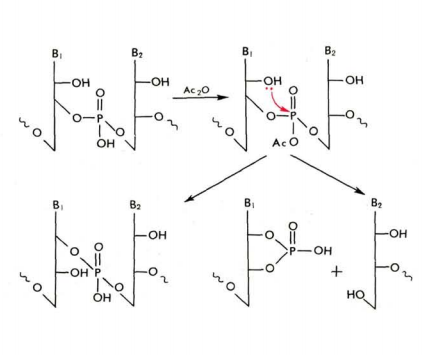 B₁ B₂ B₁ B₂
OH OH Ac₂O OH OH
O O
O P O O P O
O OH O O AcO O
B₁ B₂ B₁ B₂
O O OH O O OH
OH P O O P OH + O
O OH O O O HO